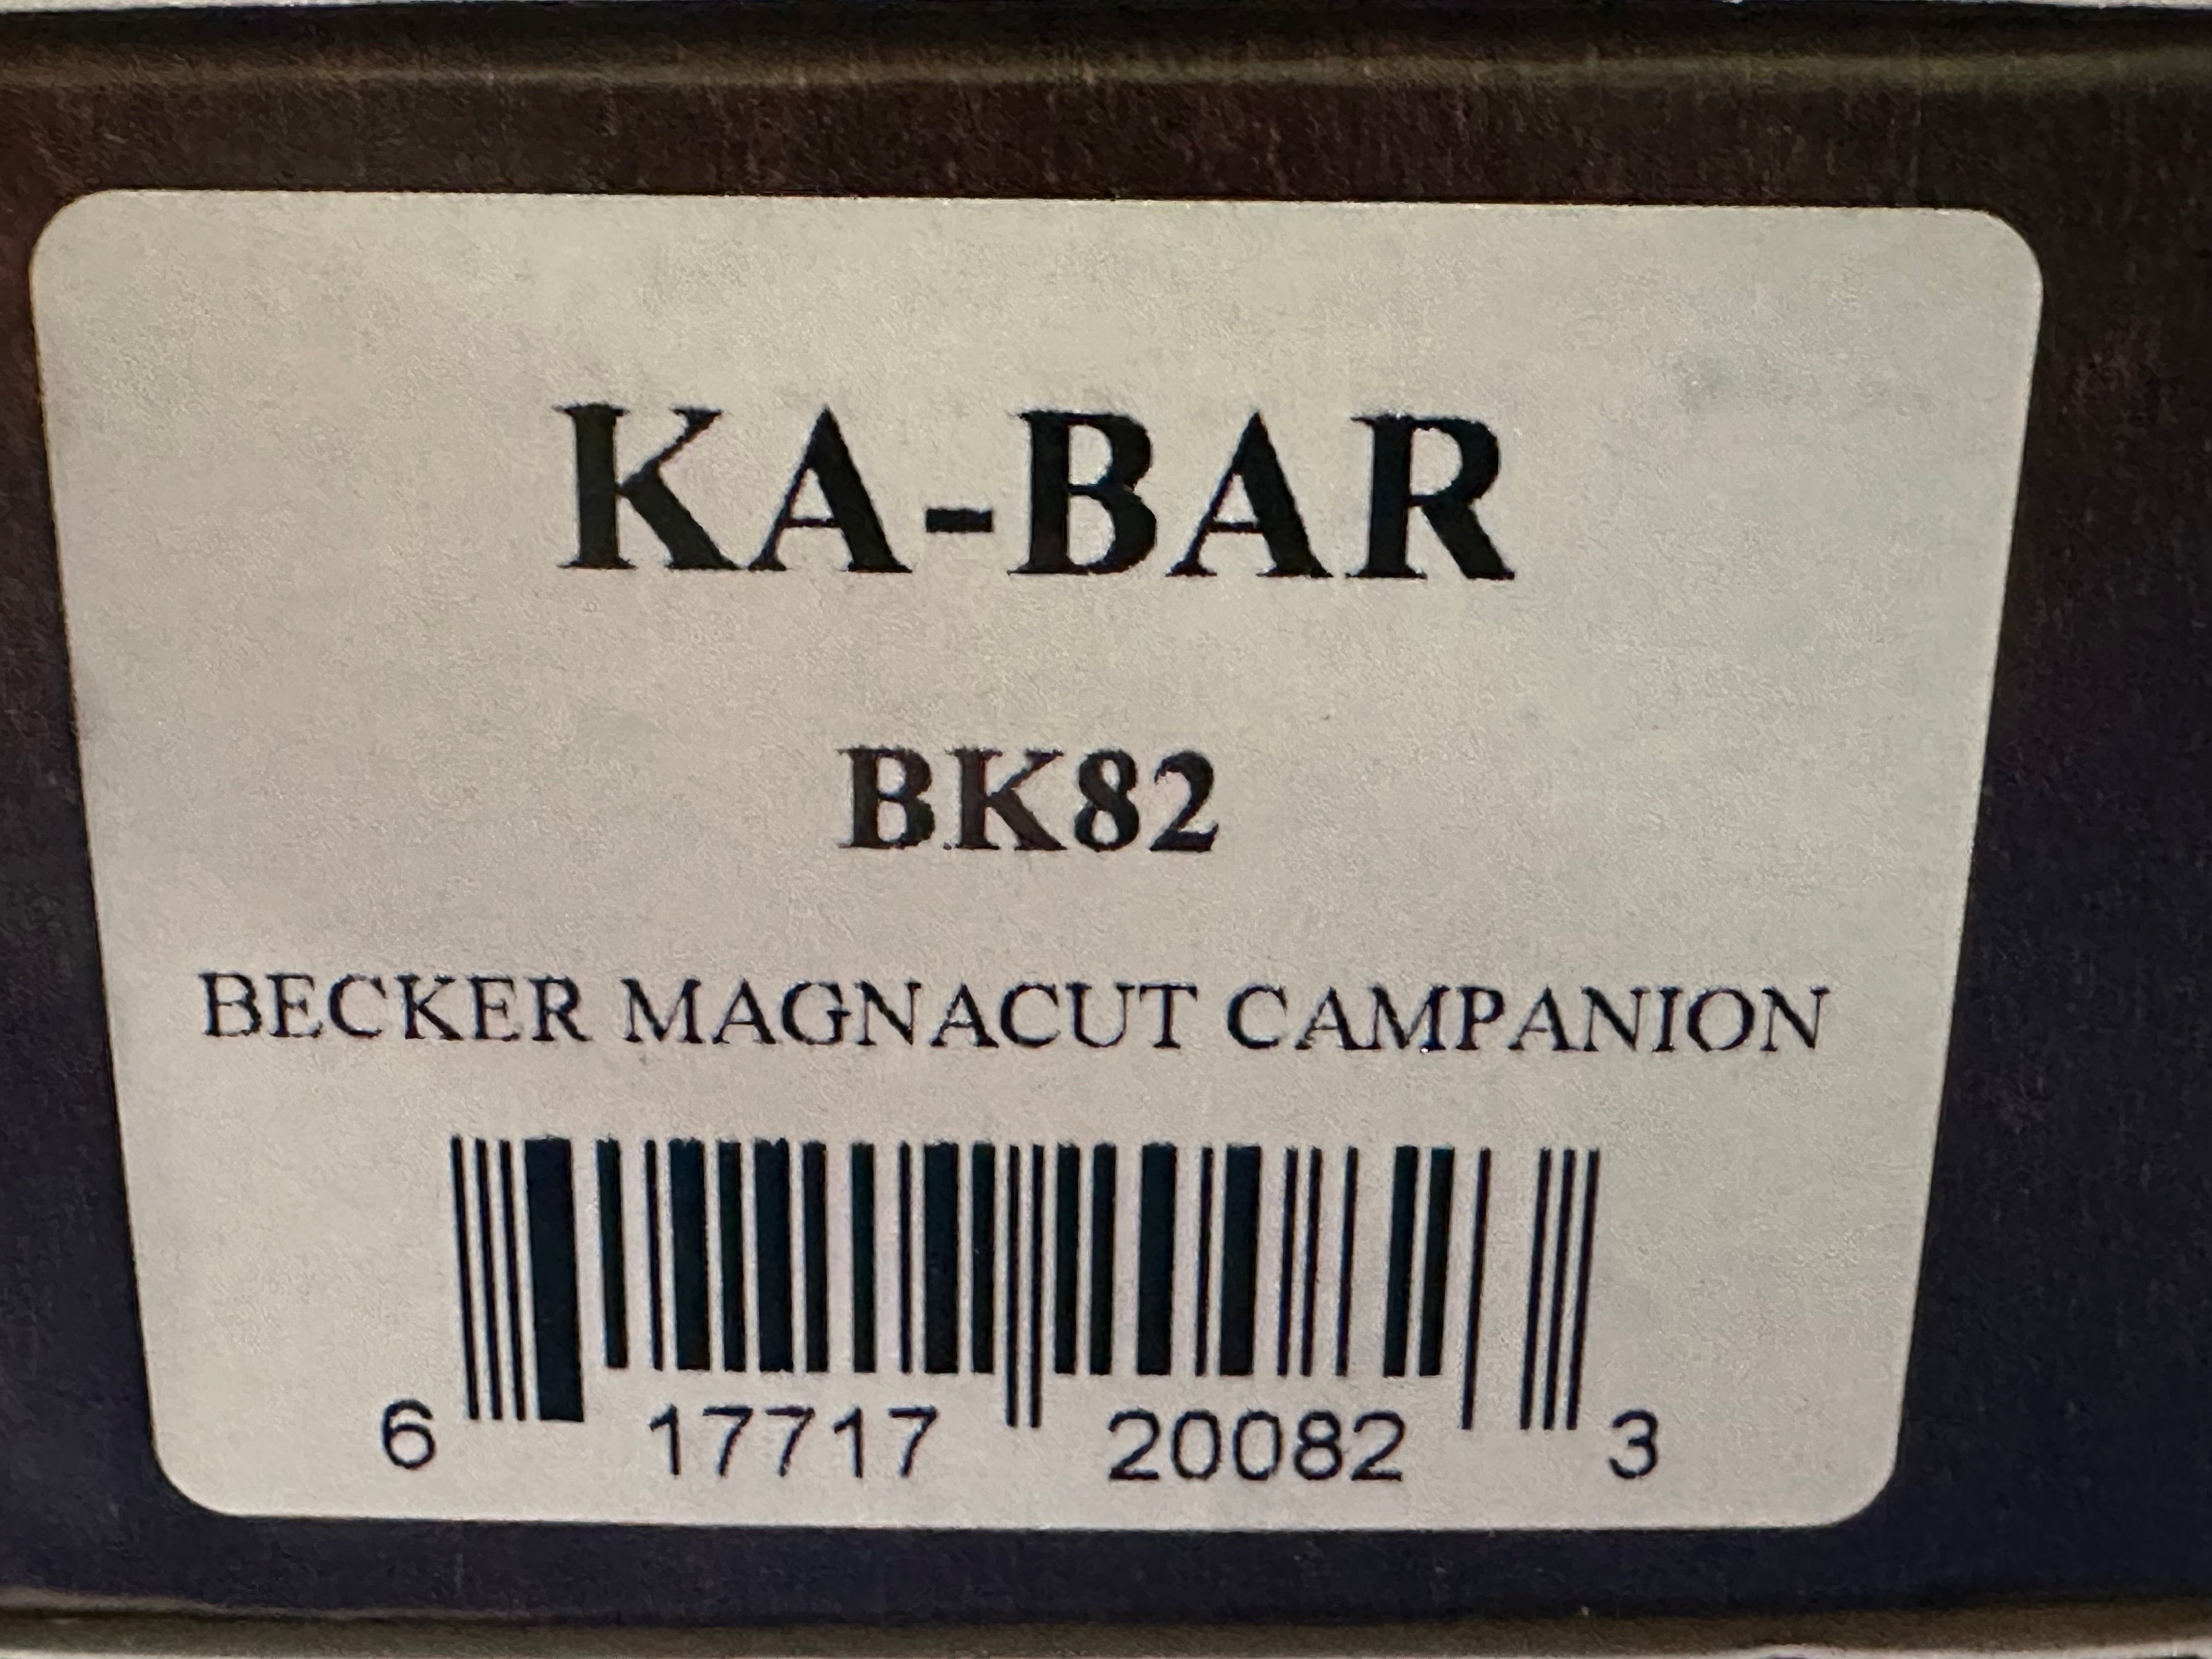 KA-BAR
BK82
BECKER MAGNACUT CAMPANION
6 17717 20082 3